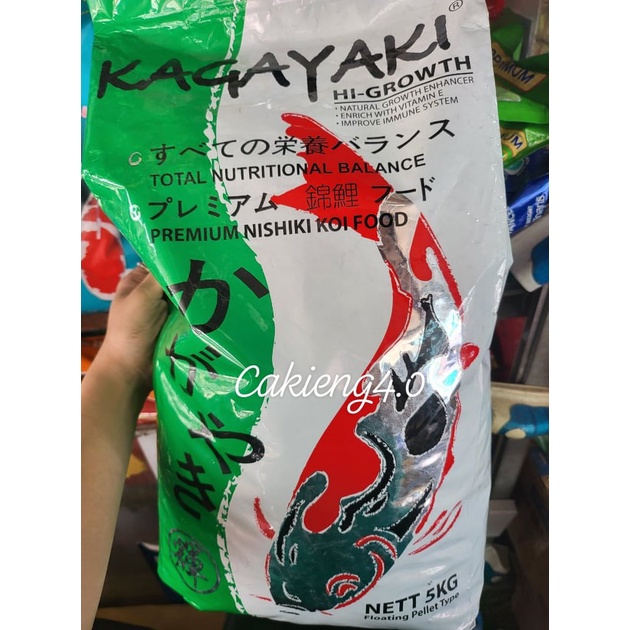 KAGAYAKI®
HI-GROWTH
• NATURAL GROWTH ENHANCER
• ENRICH WITH VITAMIN E
• IMPROVE IMMUNE SYSTEM
すべての栄養バランス
TOTAL NUTRITIONAL BALANCE
プレミアム 錦鯉 フード
PREMIUM NISHIKI KOI FOOD
かがやき
Cakieng4.0
輝
NETT 5KG
Floating Pellet Type